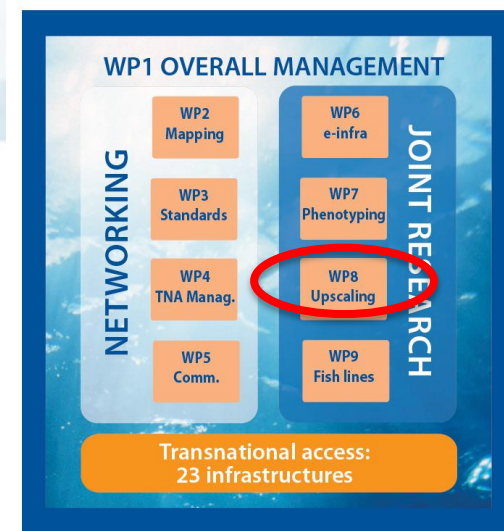 WP1 OVERALL MANAGEMENT
NETWORKING
WP2
Mapping
WP3
Standards
WP4
TNA Manag.
WP5
Comm.
WP6
e-infra
WP7
Phenotyping
WP8
Upscaling
WP9
Fish lines
JOINT RESEARCH
Transnational access:
23 infrastructures